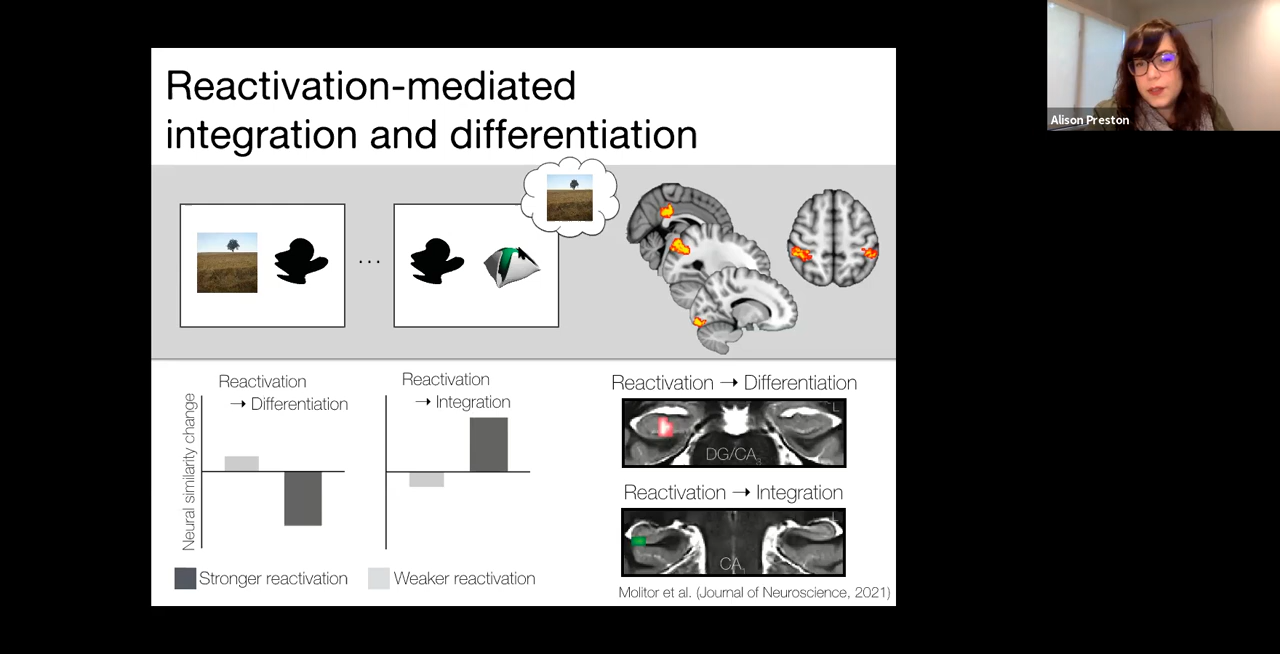 Reactivation-mediated
integration and differentiation
Alison Preston
...
Reactivation
→ Differentiation
Reactivation
→ Integration
Neural similarity change
Stronger reactivation
Weaker reactivation
Reactivation → Differentiation
L
DG/CA3
Reactivation → Integration
L
CA1
Molitor et al. (Journal of Neuroscience, 2021)